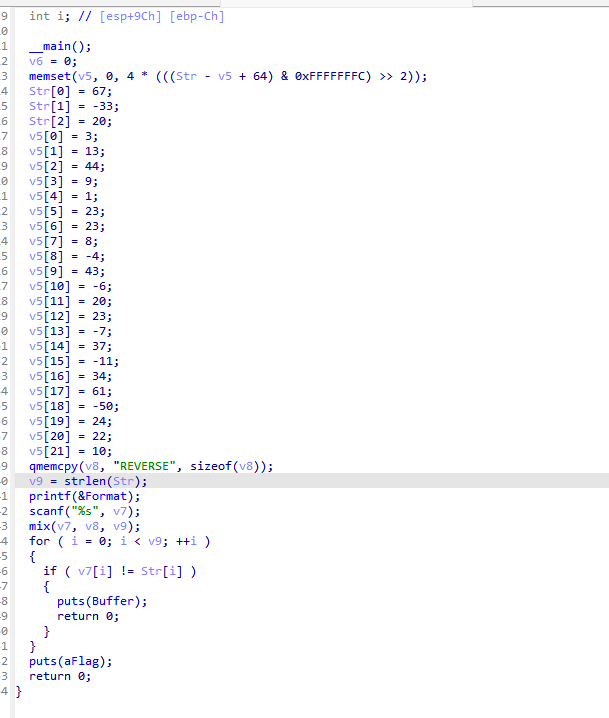 9 int i; // [esp+9Ch] [ebp-Ch]
0
1 __main();
2 v6 = 0;
3 memset(v5, 0, 4 * (((Str - v5 + 64) & 0xFFFFFFFC) >> 2));
4 Str[0] = 67;
5 Str[1] = -33;
6 Str[2] = 20;
7 v5[0] = 3;
8 v5[1] = 13;
9 v5[2] = 44;
0 v5[3] = 9;
1 v5[4] = 1;
2 v5[5] = 23;
3 v5[6] = 23;
4 v5[7] = 8;
5 v5[8] = -4;
6 v5[9] = 43;
7 v5[10] = -6;
8 v5[11] = 20;
9 v5[12] = 23;
0 v5[13] = -7;
1 v5[14] = 37;
2 v5[15] = -11;
3 v5[16] = 34;
4 v5[17] = 61;
5 v5[18] = -50;
6 v5[19] = 24;
7 v5[20] = 22;
8 v5[21] = 10;
9 qmemcpy(v8, "REVERSE", sizeof(v8));
0 v9 = strlen(Str);
1 printf(&Format);
2 scanf("%s", v7);
3 mix(v7, v8, v9);
4 for ( i = 0; i < v9; ++i )
5 {
6 if ( v7[i] != Str[i] )
7 {
8 puts(Buffer);
9 return 0;
0 }
1 }
2 puts(aFlag);
3 return 0;
4 }